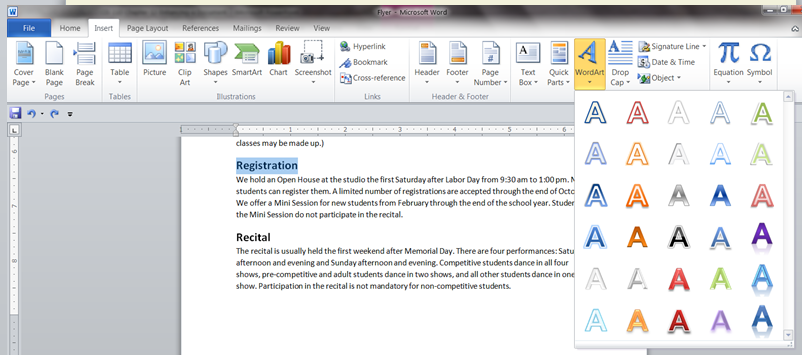 Flyer - Microsoft Word
File Home Insert Page Layout References Mailings Review View
Cover Page
Blank Page
Page Break
Table
Picture
Clip Art
Shapes
SmartArt
Chart
Screenshot
Hyperlink
Bookmark
Cross-reference
Header
Footer
Page Number
Text Box
Quick Parts
WordArt
Drop Cap
Signature Line
Date & Time
Object
Equation
Symbol
Pages Tables Illustrations Links Header & Footer
1 1 2 3 4 5 6
classes may be made up.)
Registration
We hold an Open House at the studio the first Saturday after Labor Day from 9:30 am to 1:00 pm.
students can register them. A limited number of registrations are accepted through the end of
We offer a Mini Session for new students from February through the end of the school year.
the Mini Session do not participate in the recital.
Recital
The recital is usually held the first weekend after Memorial Day. There are four performances:
afternoon and evening and Sunday afternoon and evening. Competitive students dance in all four
shows, pre-competitive and adult students dance in two shows, and all other students dance in one
show. Participation in the recital is not mandatory for non-competitive students.